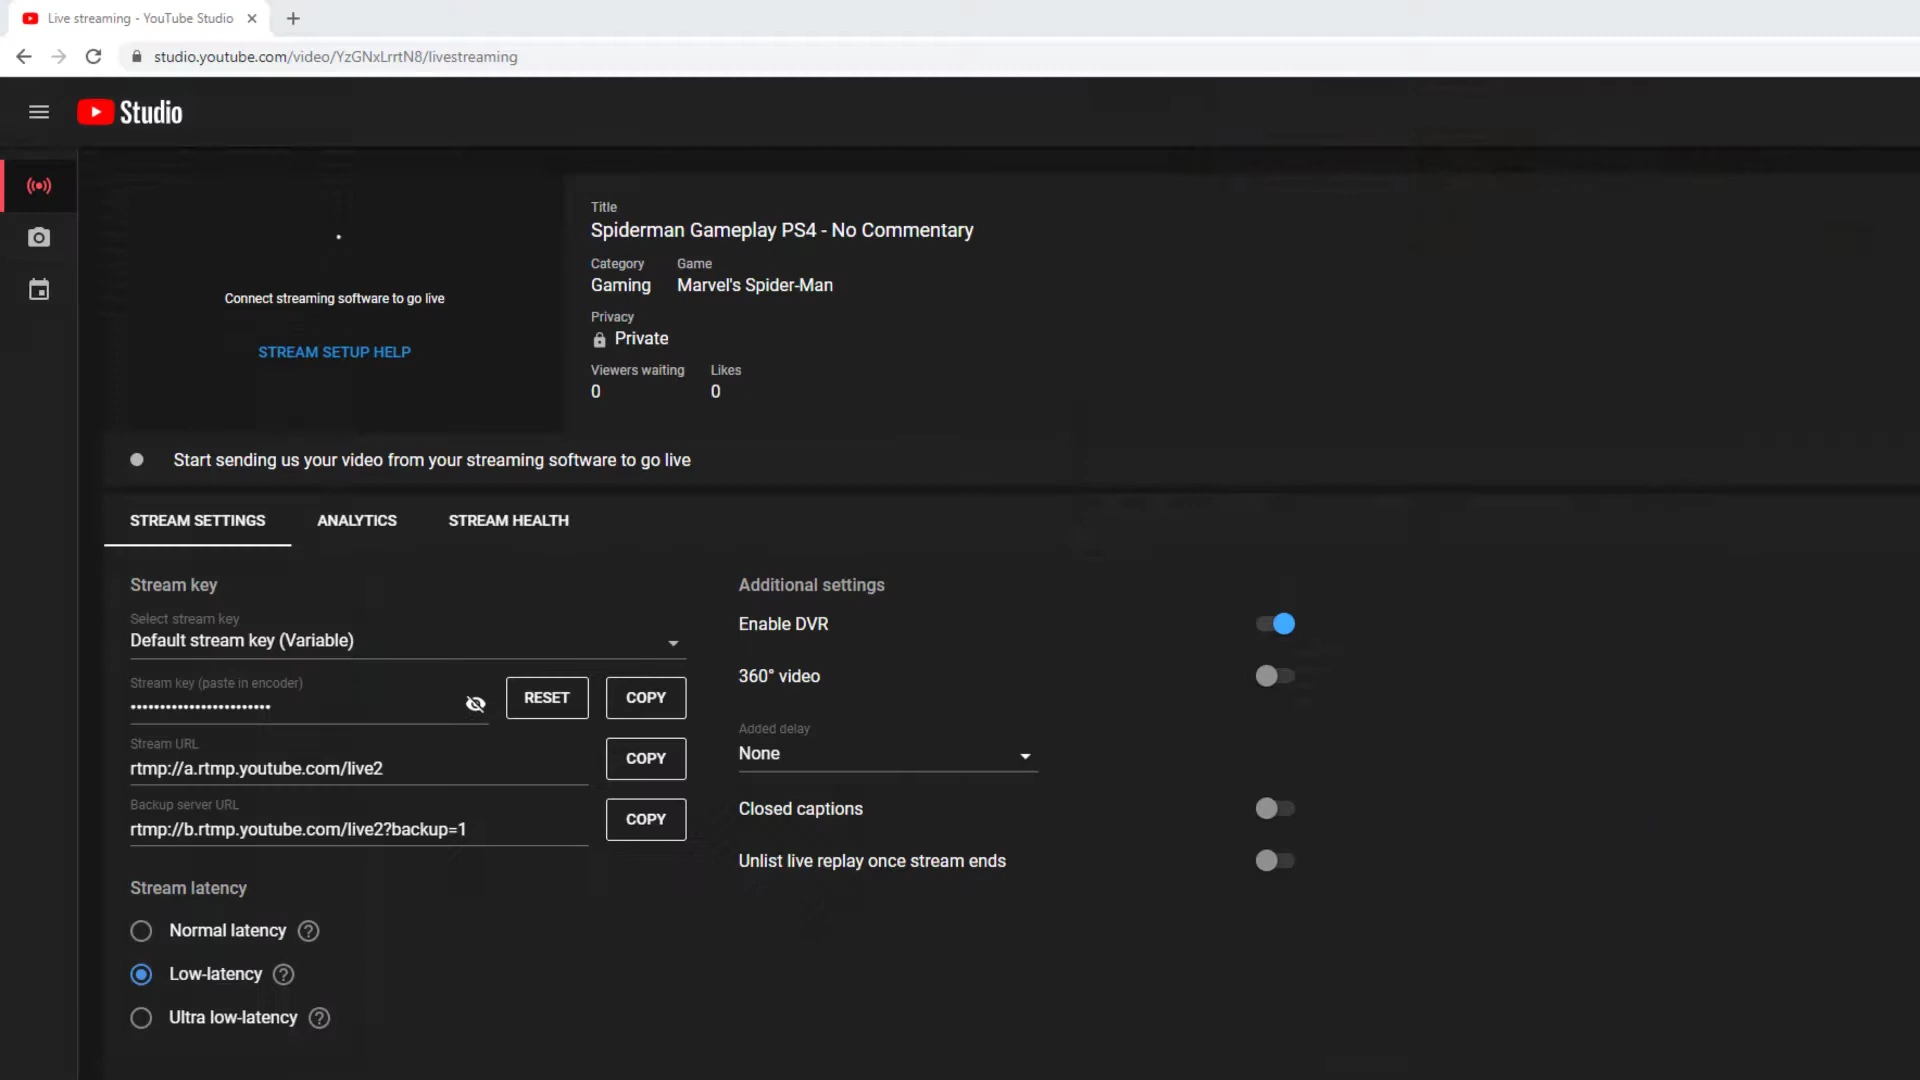 Live streaming - YouTube Studio
studio.youtube.com/video/YzGNxLrrtN8/livestreaming
Studio
Connect streaming software to go live
STREAM SETUP HELP
Title
Spiderman Gameplay PS4 - No Commentary
Category Game
Gaming Marvel's Spider-Man
Privacy
Private
Viewers waiting Likes
0 0
Start sending us your video from your streaming software to go live
STREAM SETTINGS ANALYTICS STREAM HEALTH
Stream key
Select stream key
Default stream key (Variable)
Stream key (paste in encoder)
••••••••••••••••••••••••
RESET COPY
Stream URL
rtmp://a.rtmp.youtube.com/live2
COPY
Backup server URL
rtmp://b.rtmp.youtube.com/live2?backup=1
COPY
Stream latency
Normal latency
Low-latency
Ultra low-latency
Additional settings
Enable DVR
360° video
Added delay
None
Closed captions
Unlist live replay once stream ends